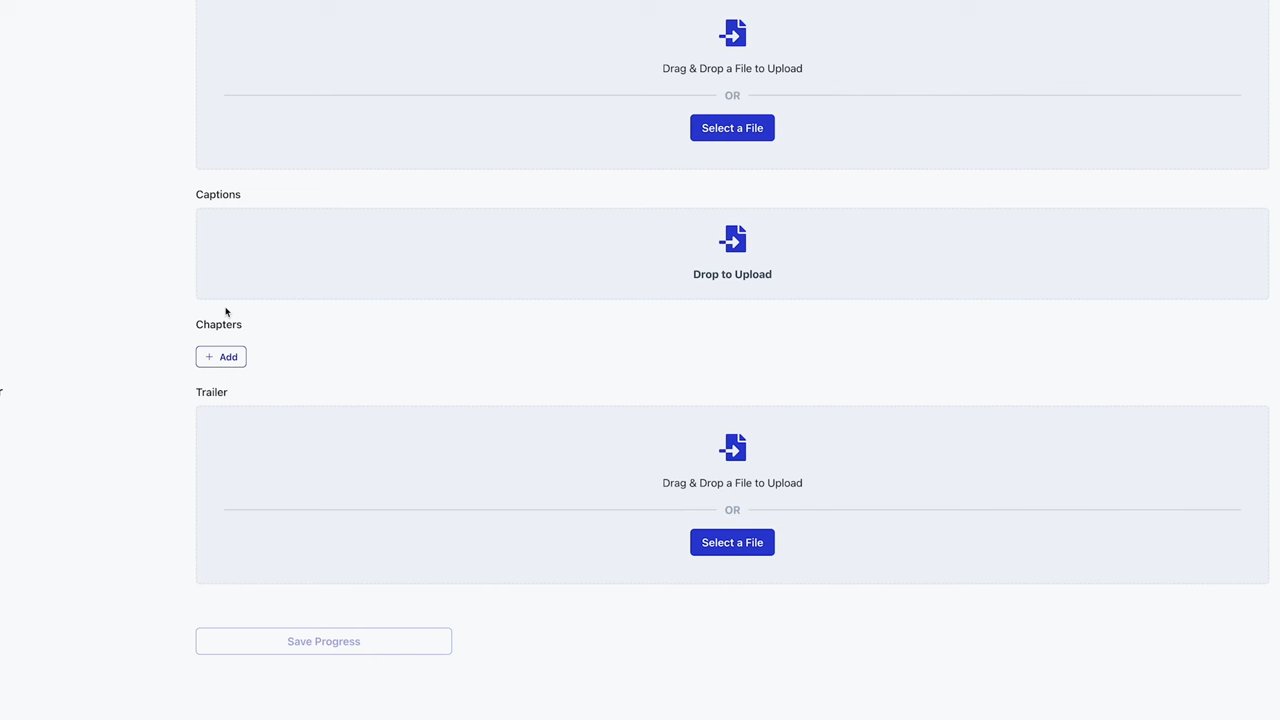 Drag & Drop a File to Upload
OR
Select a File
Captions
Drop to Upload
Chapters
+ Add
Trailer
Drag & Drop a File to Upload
OR
Select a File
Save Progress